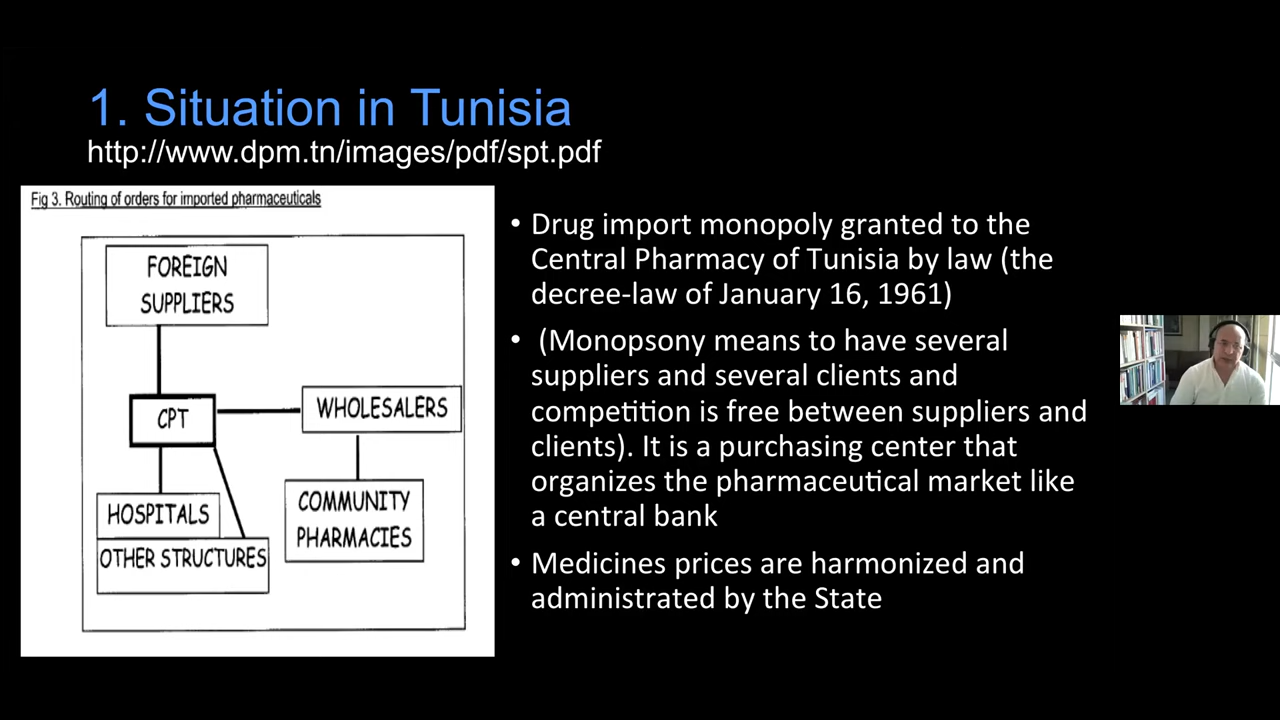 1. Situation in Tunisia
http://www.dpm.tn/images/pdf/spt.pdf
Fig 3. Routing of orders for imported pharmaceuticals
FOREIGN
SUPPLIERS
CPT
WHOLESALERS
HOSPITALS
OTHER STRUCTURES
COMMUNITY
PHARMACIES
• Drug import monopoly granted to the
Central Pharmacy of Tunisia by law (the
decree-law of January 16, 1961)
• (Monopsony means to have several
suppliers and several clients and
competition is free between suppliers and
clients). It is a purchasing center that
organizes the pharmaceutical market like
a central bank
• Medicines prices are harmonized and
administrated by the State